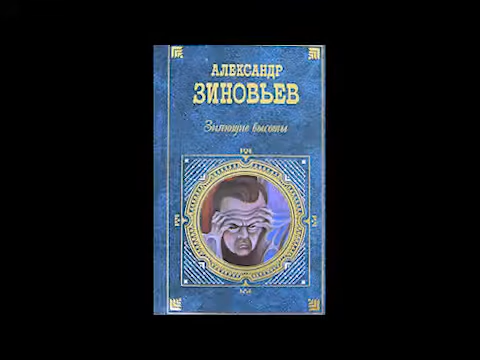 АЛЕКСАНДР
ЗИНОВЬЕВ
Зияющие высоты